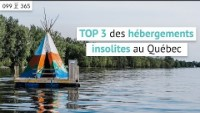 099 365
TOP 3 des hébergements
insolites au Québec